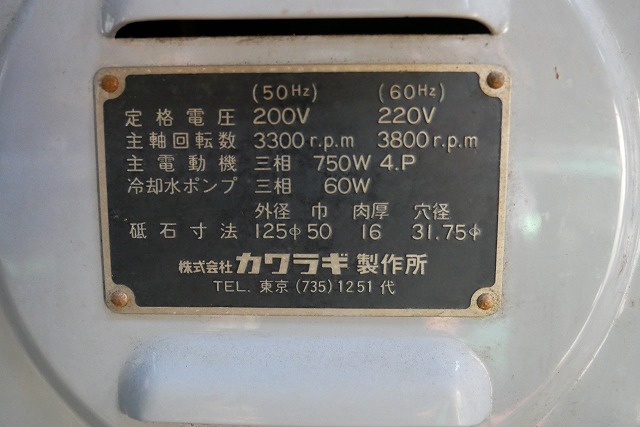 (50Hz) (60Hz)
定格電圧 200V 220V
主軸回転数 3300r.p.m 3800r.p.m
主電動機 三相 750W 4.P
冷却水ポンプ 三相 60W
外径 巾 肉厚 穴径
砥石寸法 125φ 50 16 31.75φ
株式会社 カワラギ 製作所
TEL. 東京 (735) 1251 代